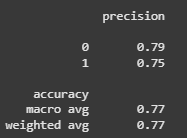 precision
0 0.79
1 0.75
accuracy
macro avg 0.77
weighted avg 0.77